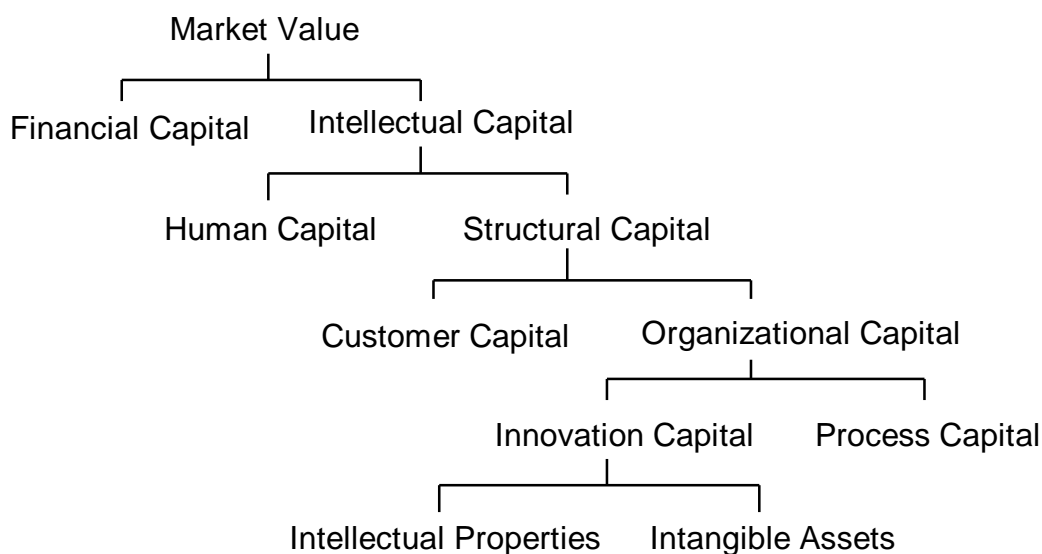 Market Value
Financial Capital
Intellectual Capital
Human Capital
Structural Capital
Customer Capital
Organizational Capital
Innovation Capital
Process Capital
Intellectual Properties
Intangible Assets